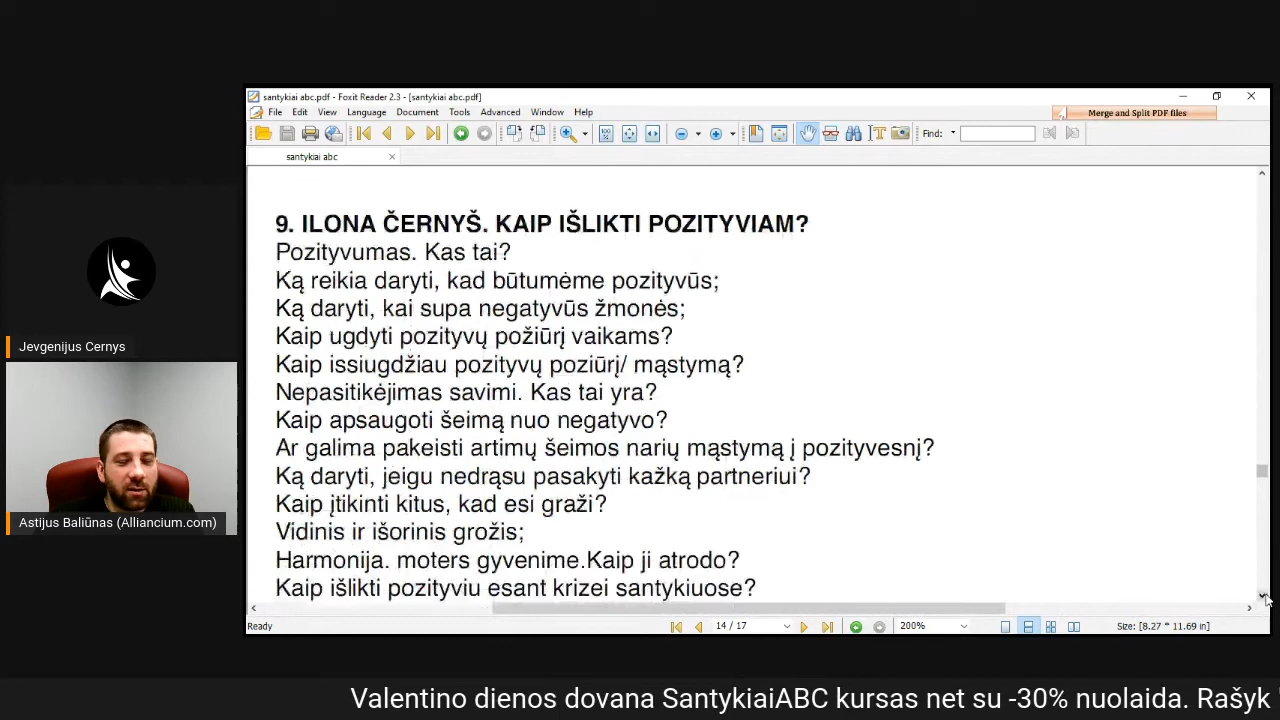 santykiai abc.pdf - Foxit Reader 2.3 - [santykiai abc.pdf]
File Edit View Language Document Tools Advanced Window Help
Merge and Split PDF files
Find:
santykiai abc
9. ILONA ČERNYŠ. KAIP IŠLIKTI POZITYVIAM?
Pozityvumas. Kas tai?
Ką reikia daryti, kad būtumėme pozityvūs;
Ką daryti, kai supa negatyvūs žmonės;
Kaip ugdyti pozityvų požiūrį vaikams?
Kaip issiugdžiau pozityvų poziūrį/ mąstymą?
Nepasitikėjimas savimi. Kas tai yra?
Kaip apsaugoti šeimą nuo negatyvo?
Ar galima pakeisti artimų šeimos narių mąstymą į pozityvesnį?
Ką daryti, jeigu nedrąsu pasakyti kažką partneriui?
Kaip įtikinti kitus, kad esi graži?
Vidinis ir išorinis grožis;
Harmonija. moters gyvenime.Kaip ji atrodo?
Kaip išlikti pozityviu esant krizei santykiuose?
Ready
14 / 17
200%
Size: [8.27 * 11.69 in]
Jevgenijus Cernys
Astijus Baliūnas (Alliancium.com)
Valentino dienos dovana SantykiaiABC kursas net su -30% nuolaida. Rašyk